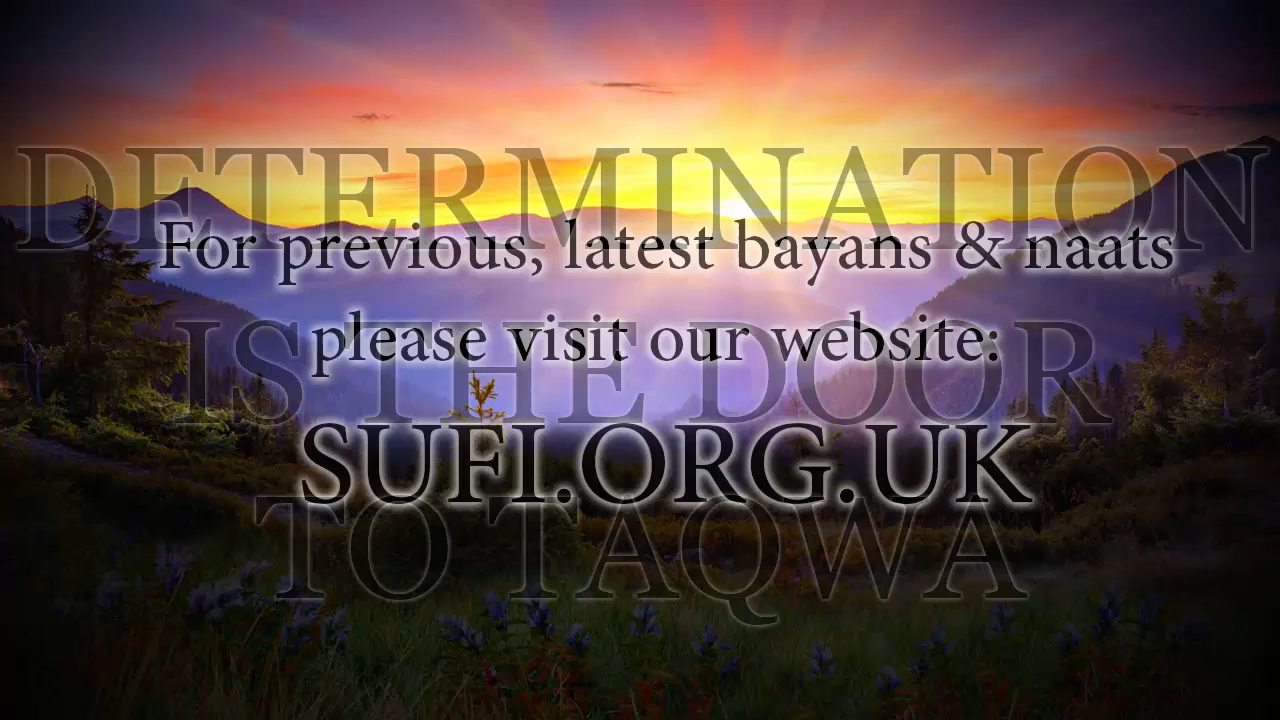 DETERMINATION
For previous, latest bayans & naats
please visit our website:
IS THE DOOR
SUFI.ORG.UK
TO TAQWA